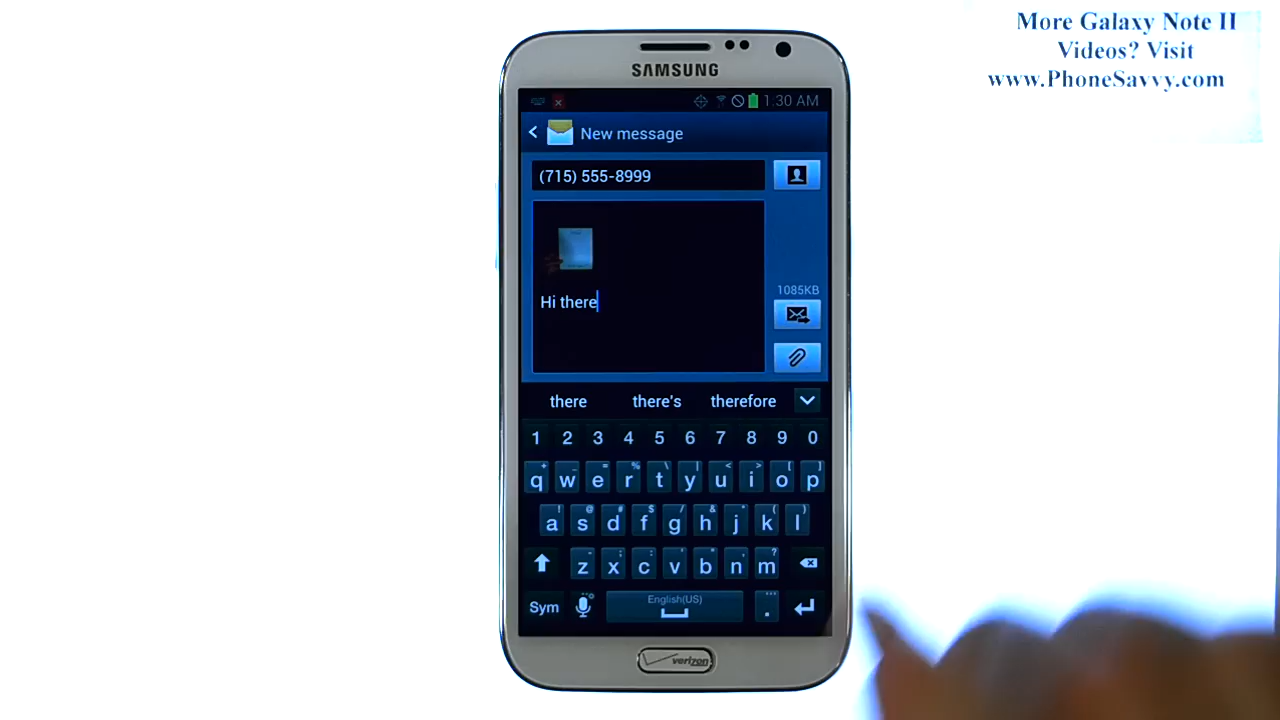 More Galaxy Note II
Videos? Visit
www.PhoneSavvy.com
SAMSUNG
1:30 AM
New message
(715) 555-8999
1085KB
Hi there
there there's therefore
1 2 3 4 5 6 7 8 9 0
+ - = % \ | < > [ ]
q w e r t y u i o p
! @ # $ / & * ( )
a s d f g h j k l
z x c v b n m
Sym English(US) .
verizon